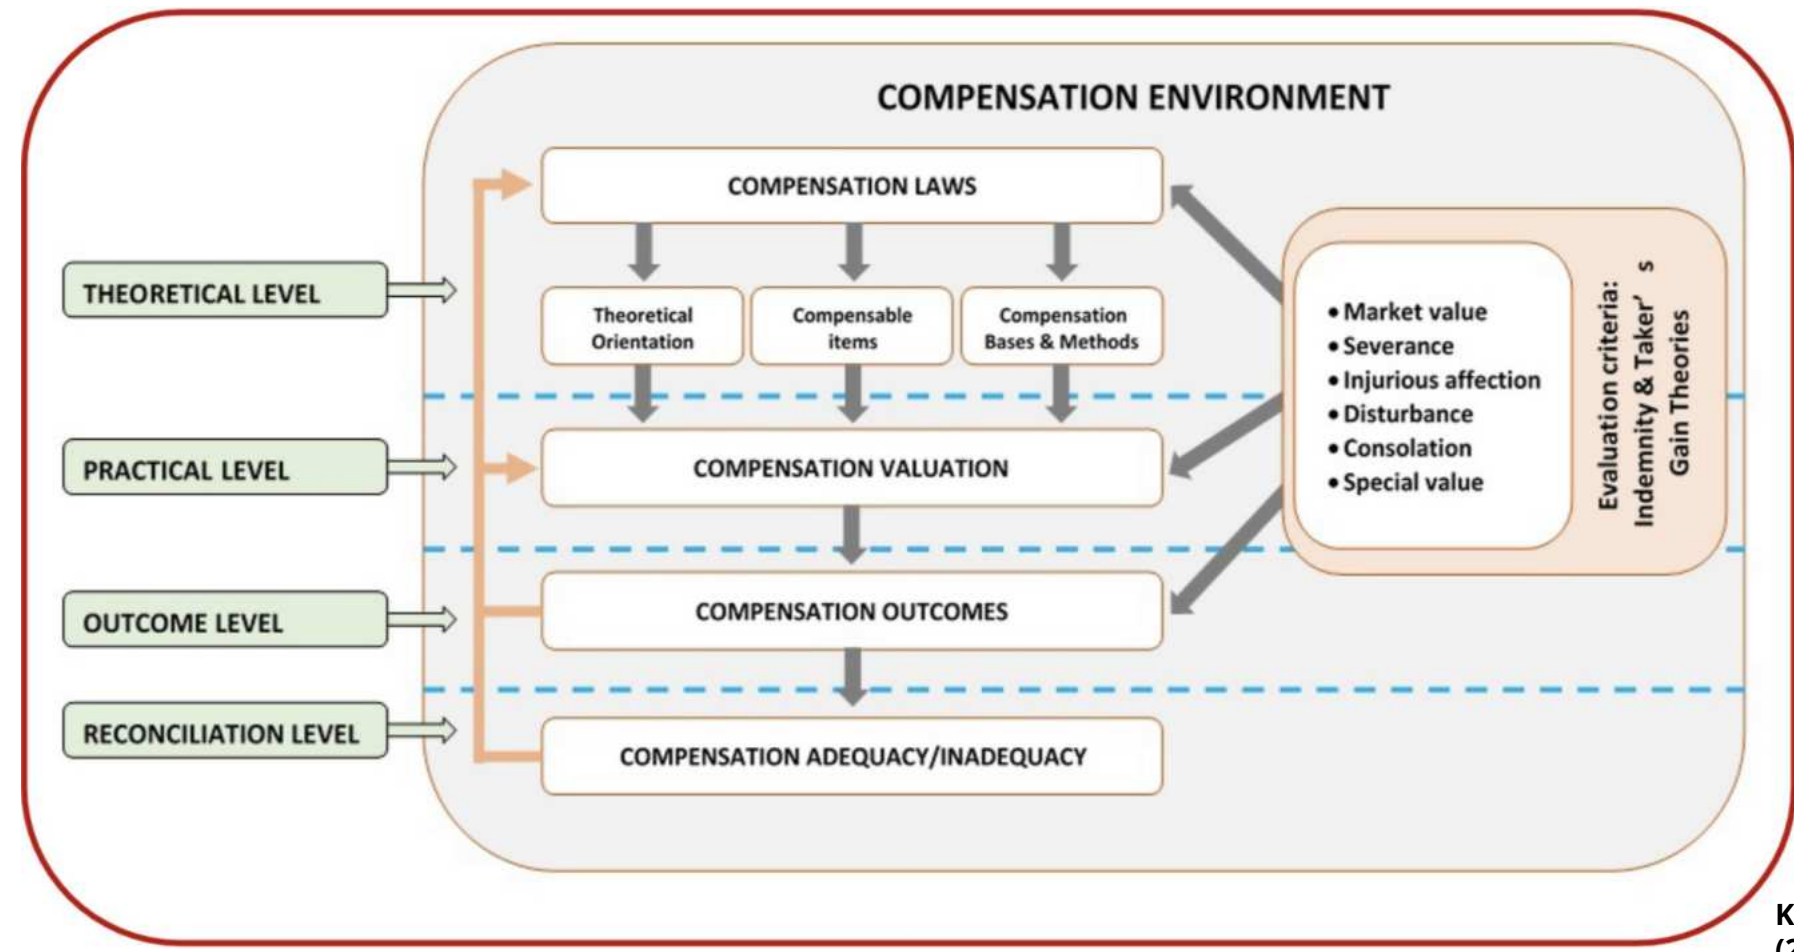 COMPENSATION ENVIRONMENT
COMPENSATION LAWS
THEORETICAL LEVEL
Theoretical
Orientation
Compensable
items
Compensation
Bases & Methods
PRACTICAL LEVEL
COMPENSATION VALUATION
OUTCOME LEVEL
COMPENSATION OUTCOMES
RECONCILIATION LEVEL
COMPENSATION ADEQUACY/INADEQUACY
• Market value
• Severance
• Injurious affection
• Disturbance
• Consolation
• Special value
Evaluation criteria:
Indemnity & Taker’ s
Gain Theories
K